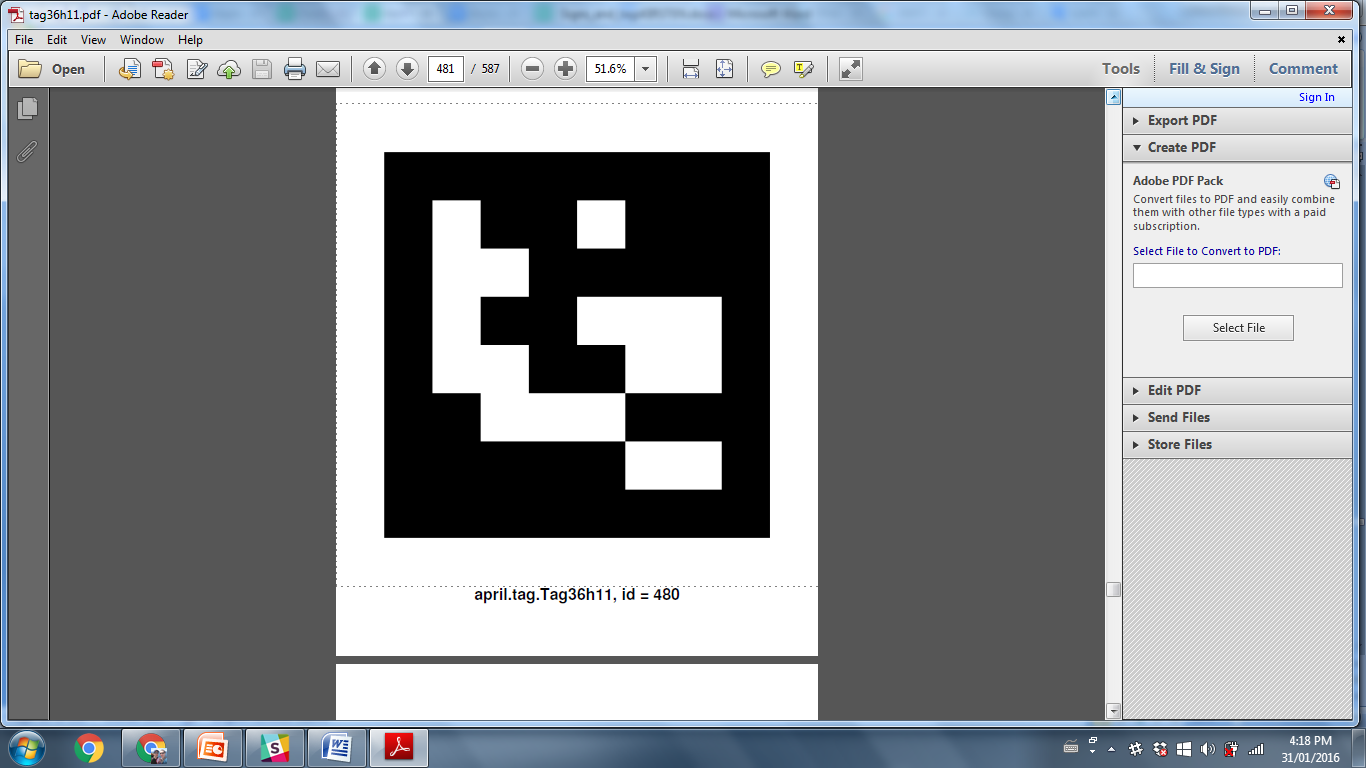 tag36h11.pdf - Adobe Reader
File Edit View Window Help
Open 481 / 587 51.6% Tools Fill & Sign Comment
Sign In
Export PDF
Create PDF
Adobe PDF Pack
Convert files to PDF and easily combine
them with other file types with a paid
subscription.
Select File to Convert to PDF:
Select File
Edit PDF
Send Files
Store Files
april.tag.Tag36h11, id = 480
4:18 PM
31/01/2016